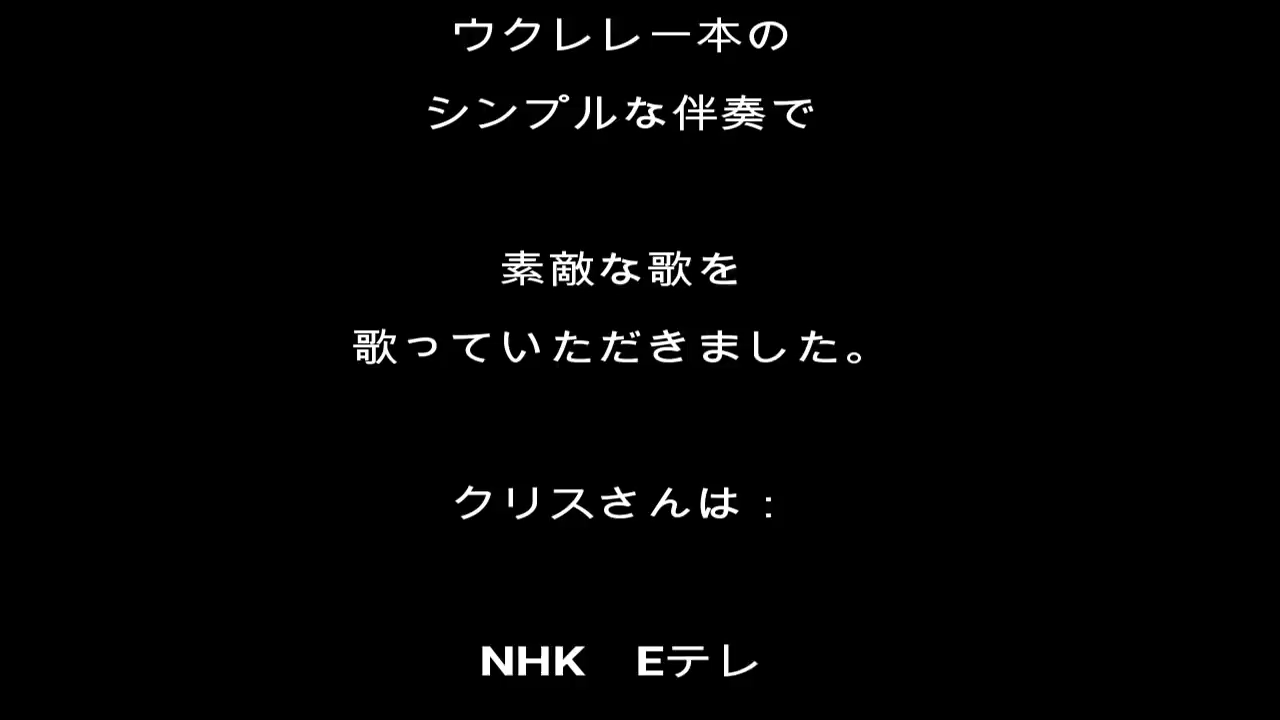 ウクレレ一本の
シンプルな伴奏で
素敵な歌を
歌っていただきました。
クリスさんは：
NHK　Eテレ